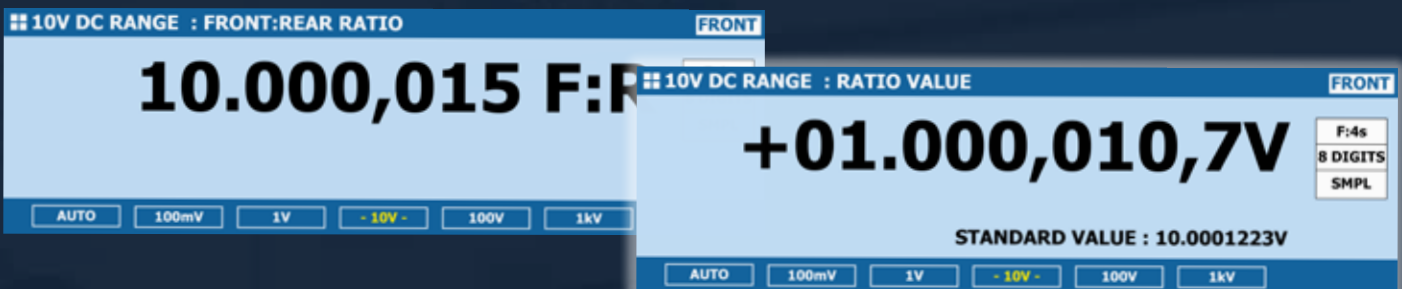 10V DC RANGE : FRONT:REAR RATIO FRONT
10.000,015 F:R
AUTO 100mV 1V - 10V - 100V 1kV
10V DC RANGE : RATIO VALUE FRONT
+01.000,010,7V
F:4s
8 DIGITS
SMPL
STANDARD VALUE : 10.0001223V
AUTO 100mV 1V - 10V - 100V 1kV